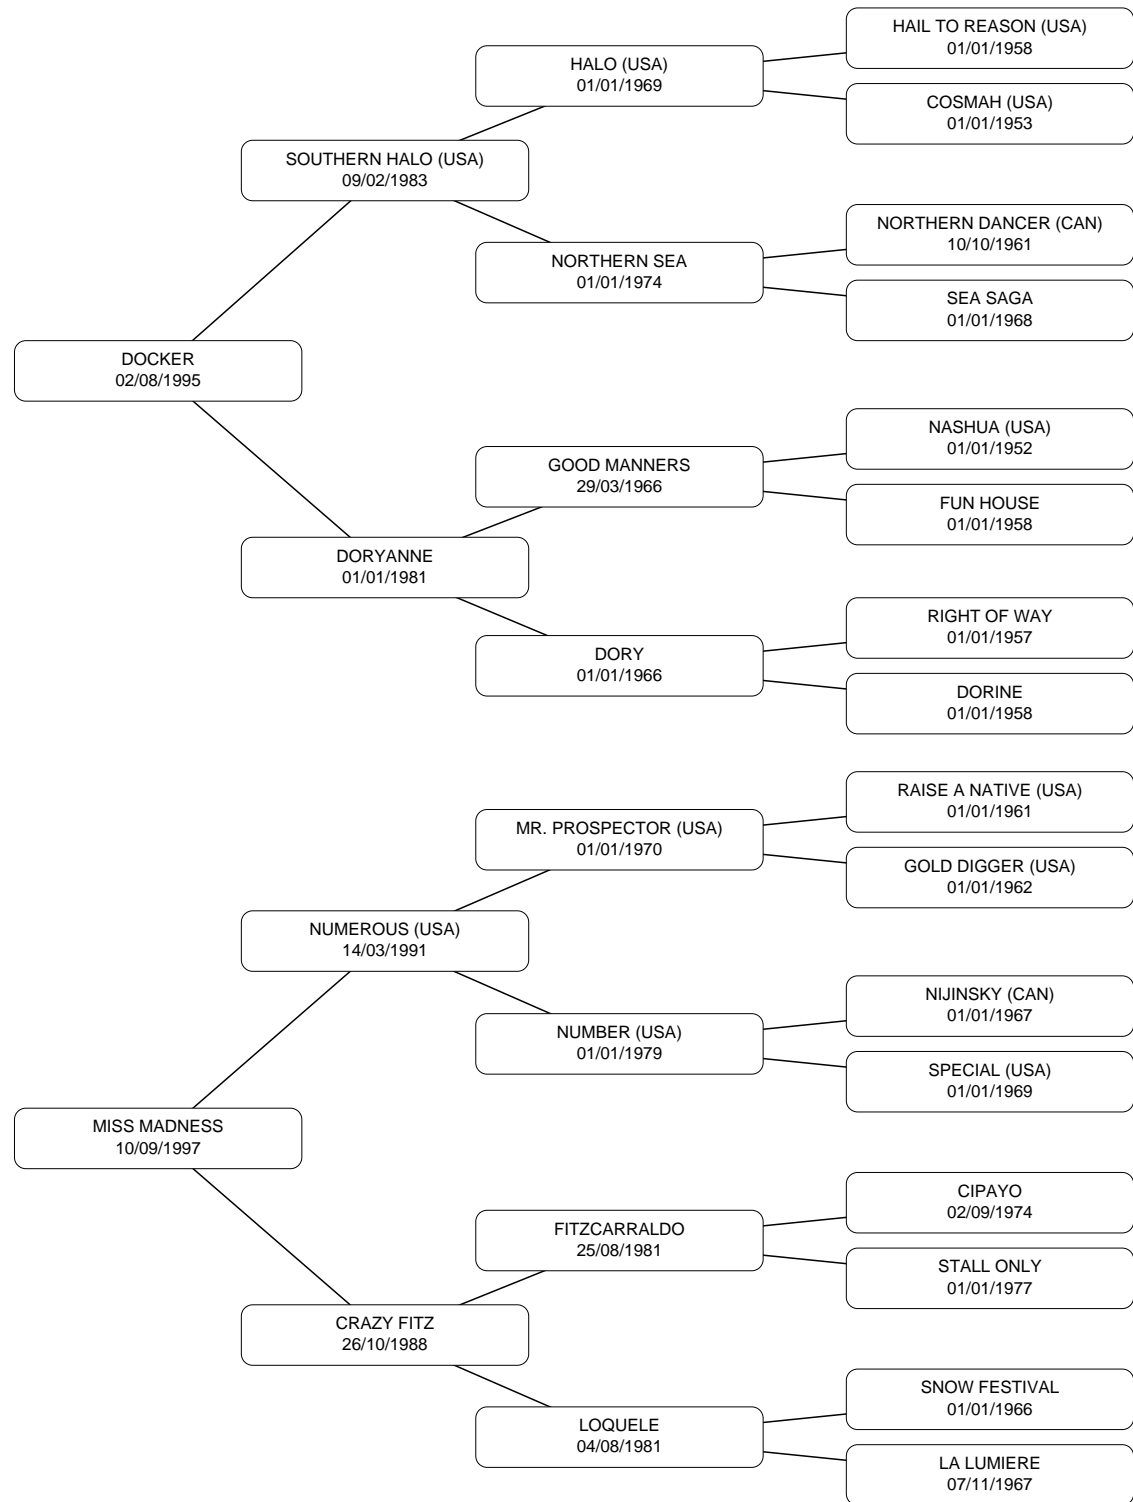 HAIL TO REASON (USA)
01/01/1958
HALO (USA)
01/01/1969
COSMAH (USA)
01/01/1953
SOUTHERN HALO (USA)
09/02/1983
NORTHERN DANCER (CAN)
10/10/1961
NORTHERN SEA
01/01/1974
SEA SAGA
01/01/1968
DOCKER
02/08/1995
NASHUA (USA)
01/01/1952
GOOD MANNERS
29/03/1966
FUN HOUSE
01/01/1958
DORYANNE
01/01/1981
RIGHT OF WAY
01/01/1957
DORY
01/01/1966
DORINE
01/01/1958
RAISE A NATIVE (USA)
01/01/1961
MR. PROSPECTOR (USA)
01/01/1970
GOLD DIGGER (USA)
01/01/1962
NUMEROUS (USA)
14/03/1991
NIJINSKY (CAN)
01/01/1967
NUMBER (USA)
01/01/1979
SPECIAL (USA)
01/01/1969
MISS MADNESS
10/09/1997
CIPAYO
02/09/1974
FITZCARRALDO
25/08/1981
STALL ONLY
01/01/1977
CRAZY FITZ
26/10/1988
SNOW FESTIVAL
01/01/1966
LOQUELE
04/08/1981
LA LUMIERE
07/11/1967